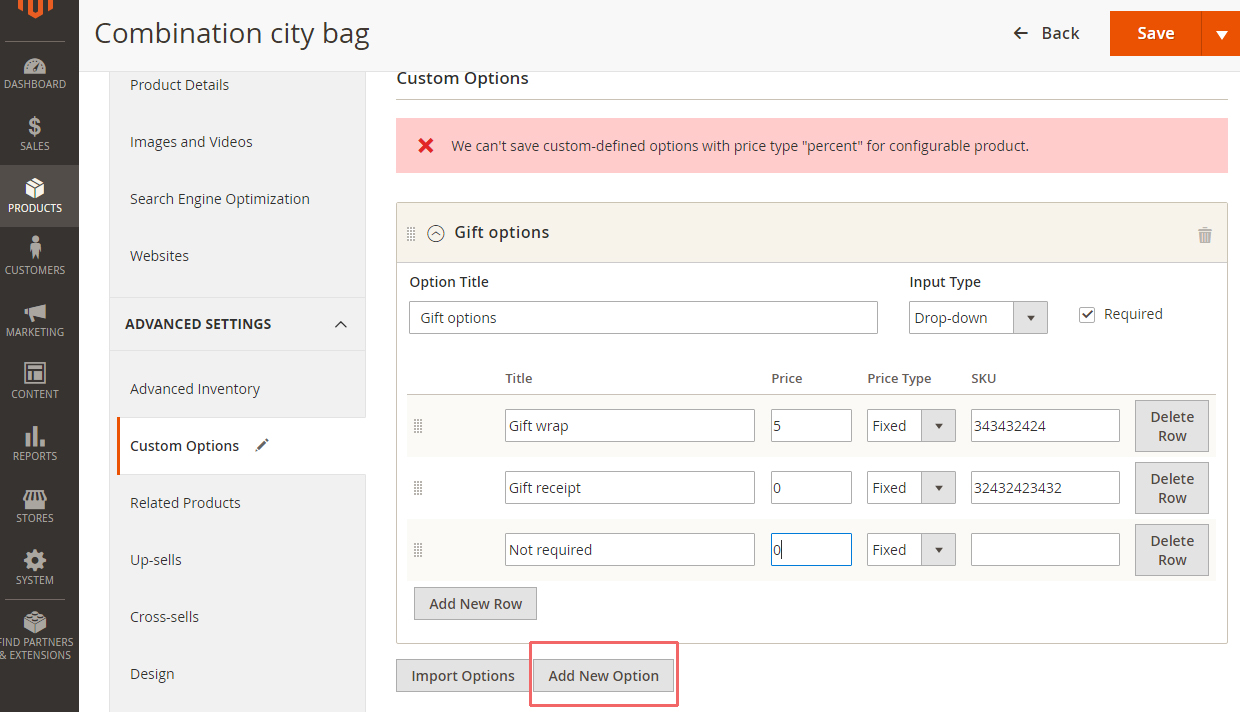 Combination city bag
Back
Save
DASHBOARD
SALES
PRODUCTS
CUSTOMERS
MARKETING
CONTENT
REPORTS
STORES
SYSTEM
FIND PARTNERS
& EXTENSIONS
Product Details
Images and Videos
Search Engine Optimization
Websites
ADVANCED SETTINGS
Advanced Inventory
Custom Options
Related Products
Up-sells
Cross-sells
Design
Custom Options
We can't save custom-defined options with price type "percent" for configurable product.
Gift options
Option Title
Input Type
Gift options
Drop-down
Required
Title Price Price Type SKU
Gift wrap 5 Fixed 343432424 Delete
Row
Gift receipt 0 Fixed 32432423432 Delete
Row
Not required 0 Fixed Delete
Row
Add New Row
Import Options Add New Option